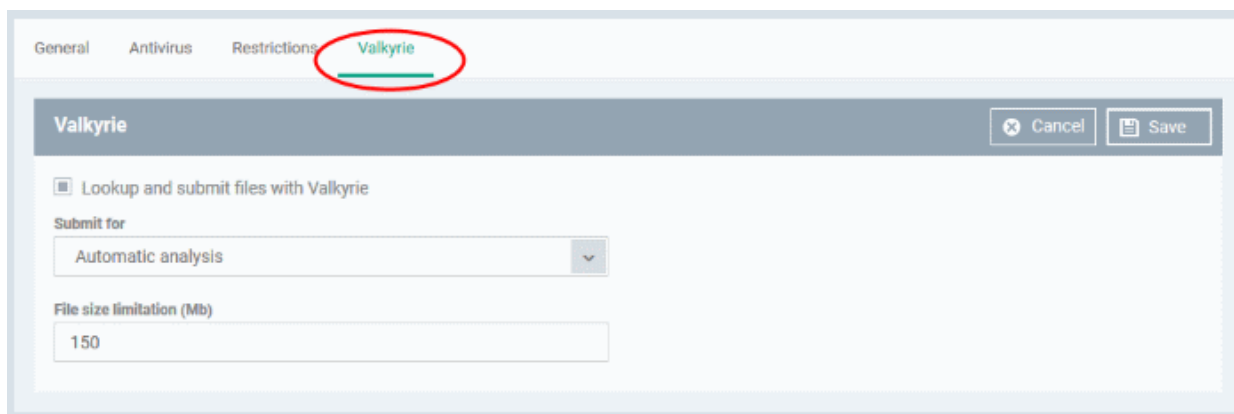 General Antivirus Restrictions Valkyrie
Valkyrie Cancel Save
Lookup and submit files with Valkyrie
Submit for
Automatic analysis
File size limitation (Mb)
150